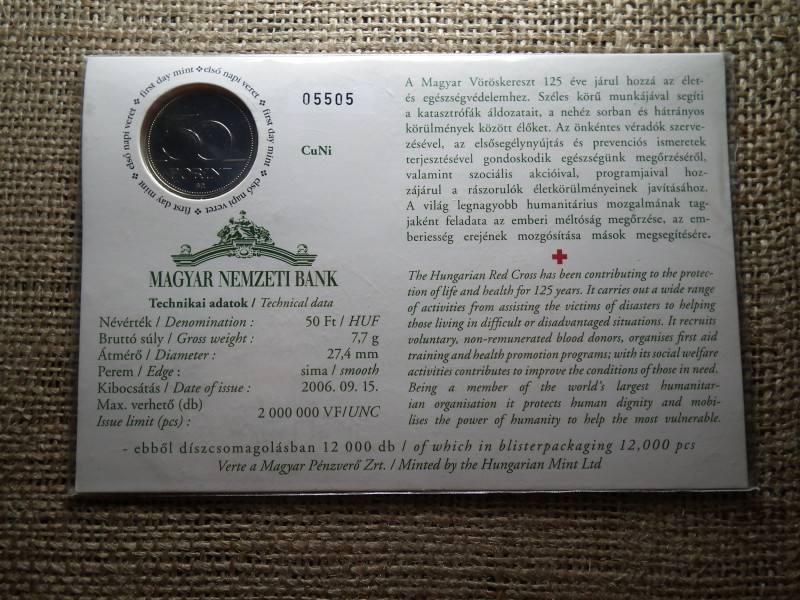 first day mint ❖ első napi veret ❖ first day mint ❖ első napi veret ❖ first day mint ❖ első napi veret ❖
50
FORINT
BP.
05505
CuNi
MAGYAR NEMZETI BANK
Technikai adatok / Technical data
Névérték / Denomination : 50 Ft / HUF
Bruttó súly / Gross weight : 7,7 g
Átmérő / Diameter : 27,4 mm
Perem / Edge : sima / smooth
Kibocsátás / Date of issue : 2006. 09. 15.
Max. verhető (db)
Issue limit (pcs) : 2 000 000 VF/UNC
A Magyar Vöröskereszt 125 éve járul hozzá az élet-
és egészségvédelemhez. Széles körű munkájával segíti
a katasztrófák áldozatait, a nehéz sorban és hátrányos
körülmények között élőket. Az önkéntes véradók szerve-
zésével, az elsősegélynyújtás és prevenciós ismeretek
terjesztésével gondoskodik egészségünk megőrzéséről,
valamint szociális akcióival, programjaival hoz-
zájárul a rászorulók életkörülményeinek javításához.
A világ legnagyobb humanitárius mozgalmának tag-
jaként feladata az emberi méltóság megőrzése, az em-
beriesség erejének mozgósítása mások megsegítésére.
The Hungarian Red Cross has been contributing to the protec-
tion of life and health for 125 years. It carries out a wide range
of activities from assisting the victims of disasters to helping
those living in difficult or disadvantaged situations. It recruits
voluntary, non-remunerated blood donors, organises first aid
training and health promotion programs; with its social welfare
activities contributes to improve the conditions of those in need.
Being a member of the world's largest humanitar-
ian organisation it protects human dignity and mobi-
lises the power of humanity to help the most vulnerable.
- ebből díszcsomagolásban 12 000 db / of which in blisterpackaging 12,000 pcs
Verte a Magyar Pénzverő Zrt. / Minted by the Hungarian Mint Ltd